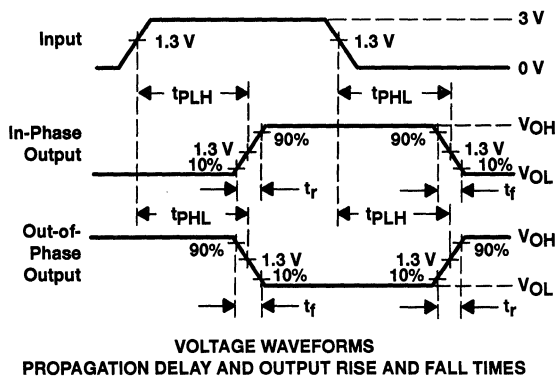 3 V
Input
1.3 V
1.3 V
0 V
tPLH
tPHL
In-Phase
Output
90%
90%
VOH
1.3 V
1.3 V
10%
10%
VOL
tr
tf
tPHL
tPLH
Out-of-
Phase
Output
90%
90%
VOH
1.3 V
1.3 V
10%
10%
VOL
tf
tr
VOLTAGE WAVEFORMS
PROPAGATION DELAY AND OUTPUT RISE AND FALL TIMES